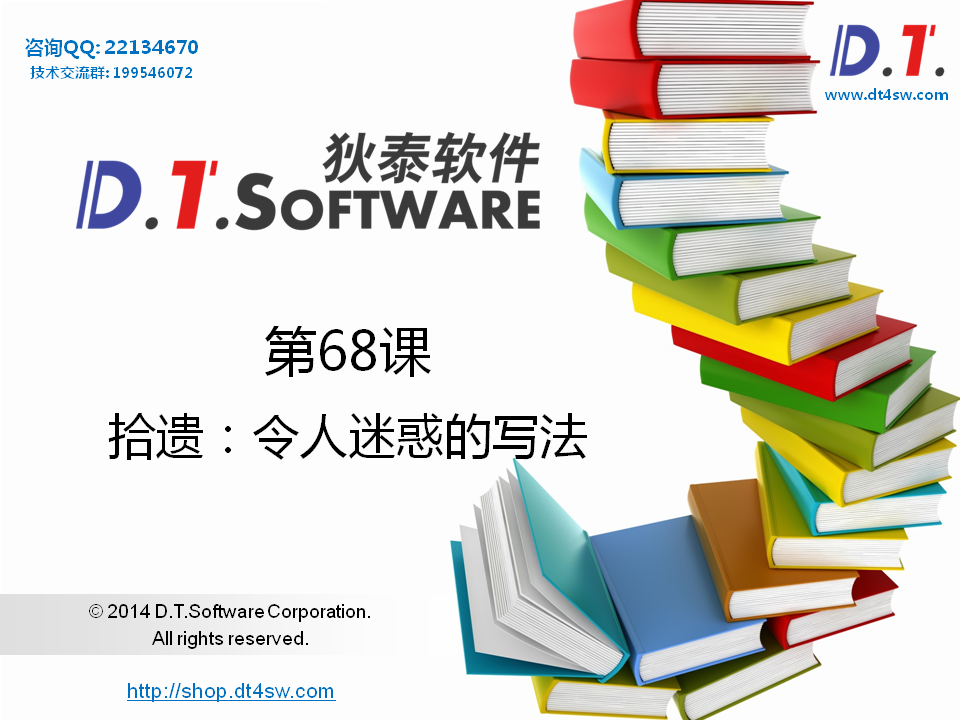 咨询QQ: 22134670
技术交流群: 199546072
D.T.
www.dt4sw.com
狄泰软件
D.T.SOFTWARE
第68课
拾遗：令人迷惑的写法
© 2014 D.T.Software Corporation.
All rights reserved.
http://shop.dt4sw.com